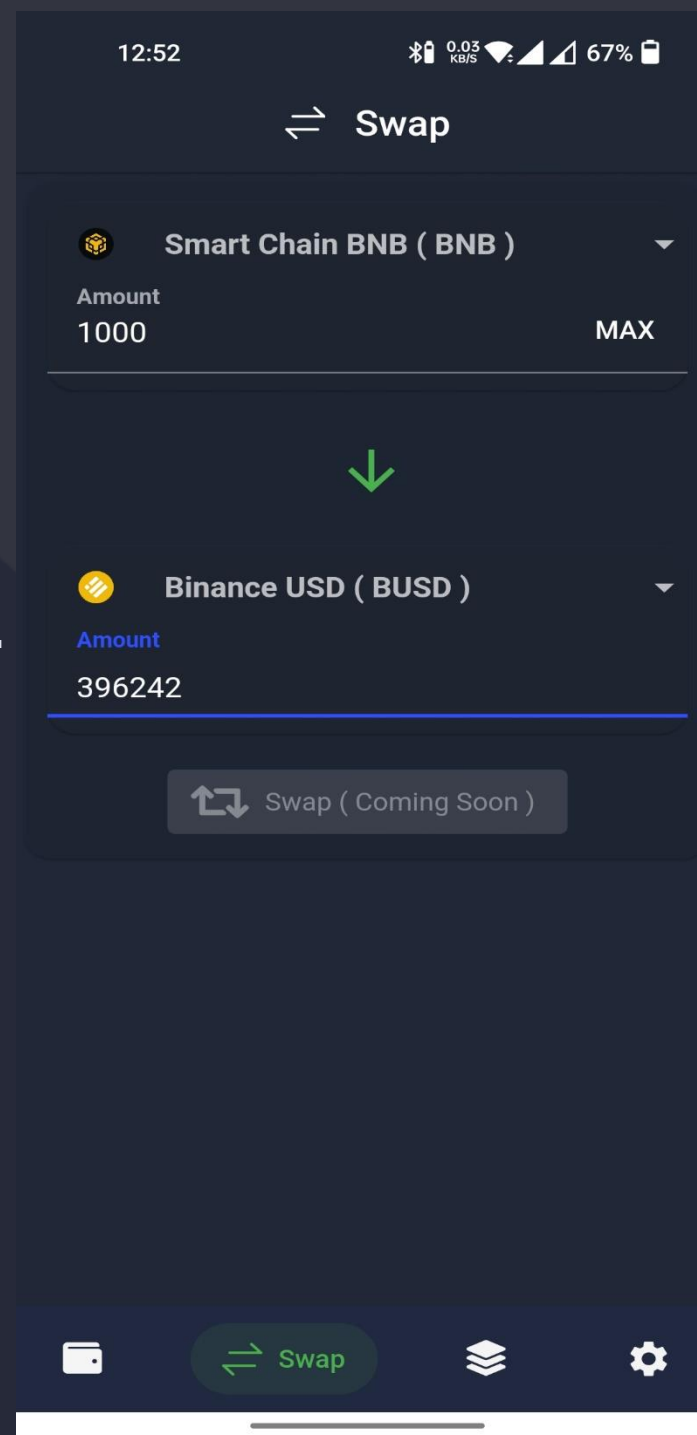 12:52 0.03 KB/S 67%
Swap
Smart Chain BNB ( BNB )
Amount
1000 MAX
Binance USD ( BUSD )
Amount
396242
Swap ( Coming Soon )
Swap